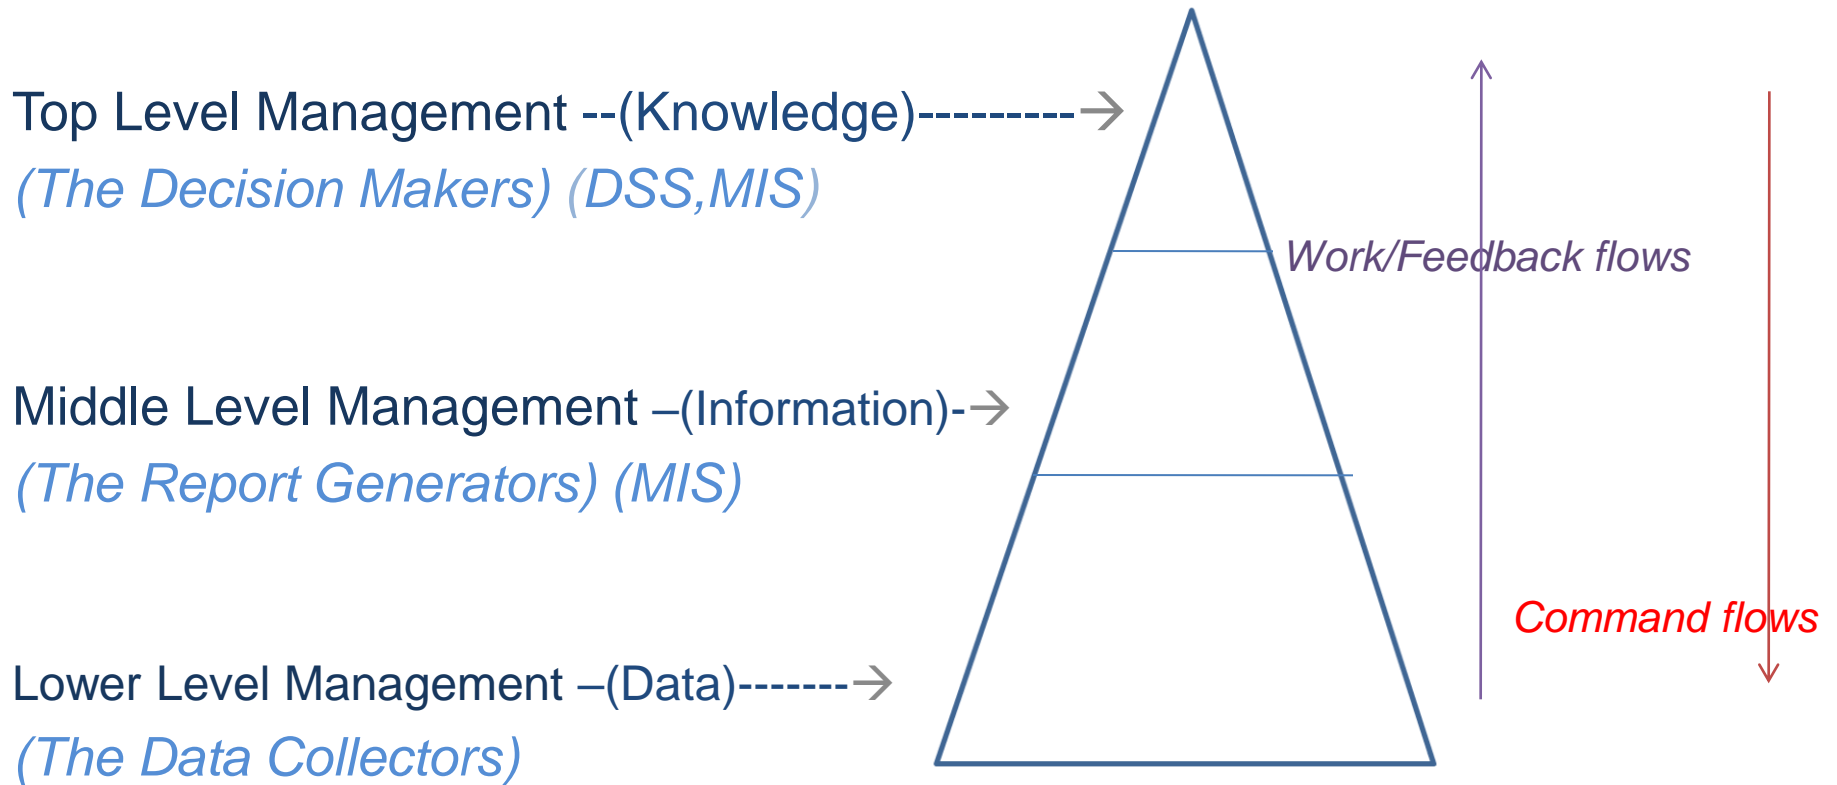 Top Level Management --(Knowledge)---------→
(The Decision Makers) (DSS,MIS)
Work/Feedback flows
Middle Level Management –(Information)-→
(The Report Generators) (MIS)
Command flows
Lower Level Management –(Data)-------→
(The Data Collectors)